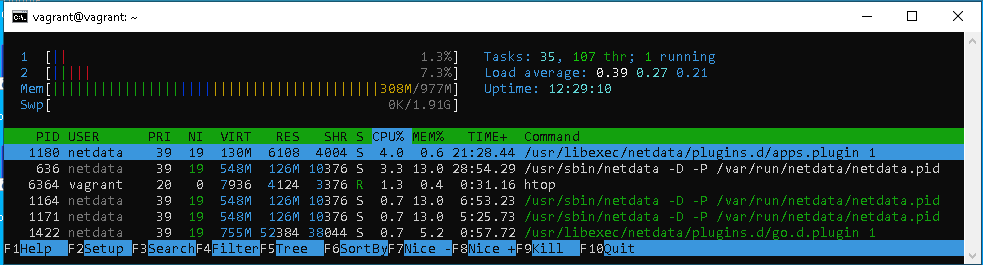 vagrant@vagrant: ~
1 [|| 1.3%] Tasks: 35, 107 thr; 1 running
2 [||||| 7.3%] Load average: 0.39 0.27 0.21
Mem[|||||||||||||||||||||||||||||||||||||||||308M/977M] Uptime: 12:29:10
Swp[ 0K/1.91G]
PID USER PRI NI VIRT RES SHR S CPU% MEM% TIME+ Command
1180 netdata 39 19 130M 6108 4004 S 4.0 0.6 21:28.44 /usr/libexec/netdata/plugins.d/apps.plugin 1
636 netdata 39 19 548M 126M 10376 S 3.3 13.0 28:54.29 /usr/sbin/netdata -D -P /var/run/netdata/netdata.pid
6364 vagrant 20 0 7936 4124 3376 R 1.3 0.4 0:31.16 htop
1164 netdata 39 19 548M 126M 10376 S 0.7 13.0 6:53.23 /usr/sbin/netdata -D -P /var/run/netdata/netdata.pid
1171 netdata 39 19 548M 126M 10376 S 0.7 13.0 5:25.73 /usr/sbin/netdata -D -P /var/run/netdata/netdata.pid
1422 netdata 39 19 755M 52384 38044 S 0.7 5.2 0:57.72 /usr/libexec/netdata/plugins.d/go.d.plugin 1
F1Help F2Setup F3SearchF4FilterF5Tree F6SortByF7Nice -F8Nice +F9Kill F10Quit